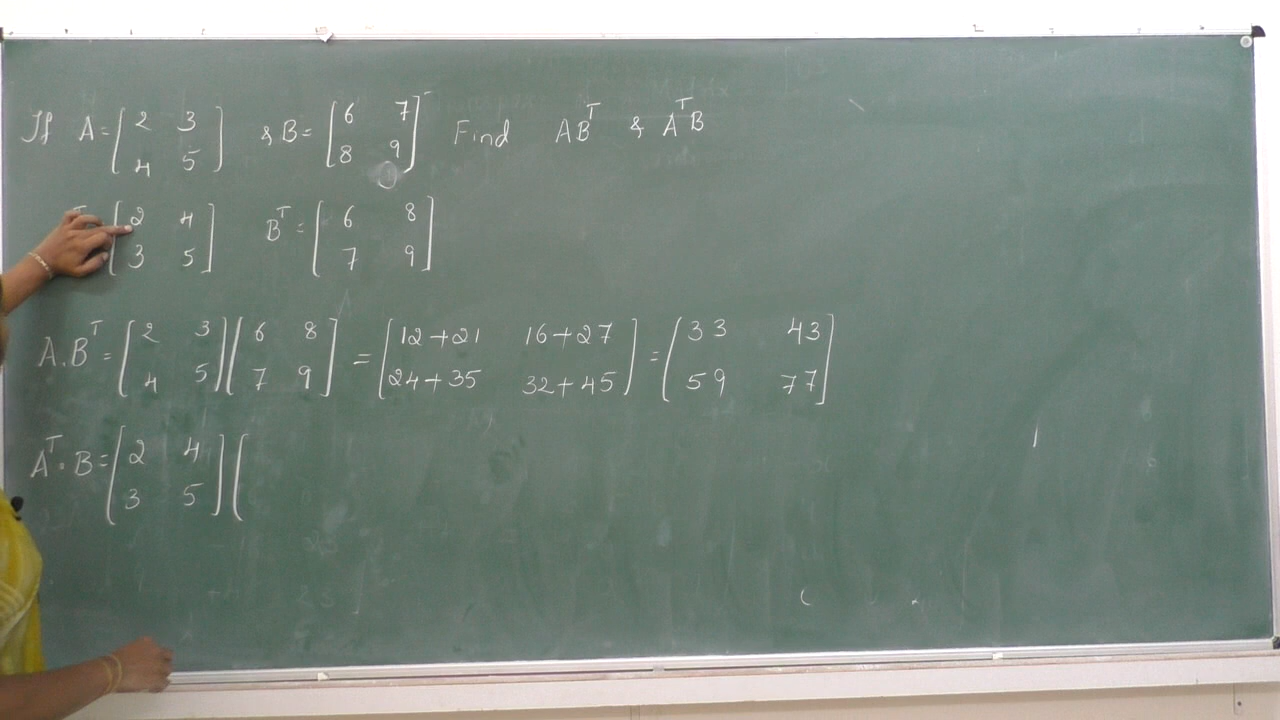 If A = [2 3 4 5] & B = [6 7 8 9] Find AB^T & A^T B
^T [2 4 3 5] B^T = [6 8 7 9]
A.B^T = [2 3 4 5] [6 8 7 9] = [12+21 16+27 24+35 32+45] = [33 43 59 77]
A^T . B = [2 4 3 5] [